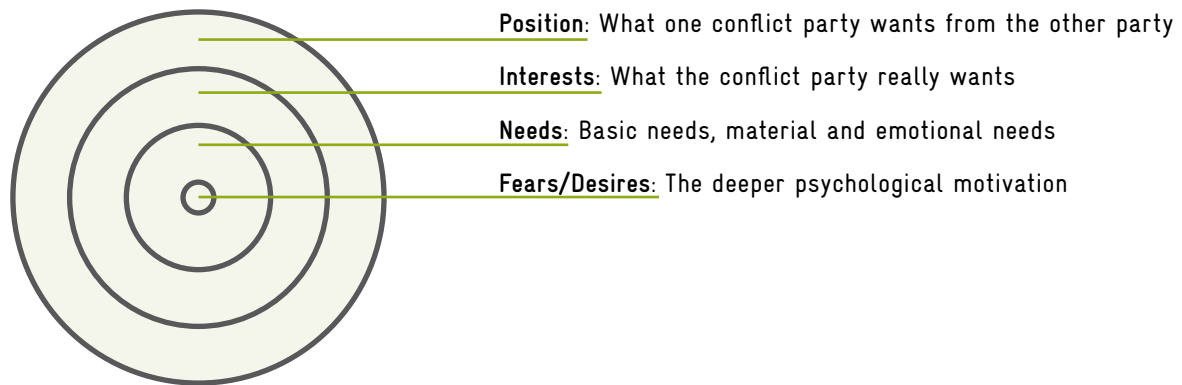 Position: What one conflict party wants from the other party
Interests: What the conflict party really wants
Needs: Basic needs, material and emotional needs
Fears/Desires: The deeper psychological motivation